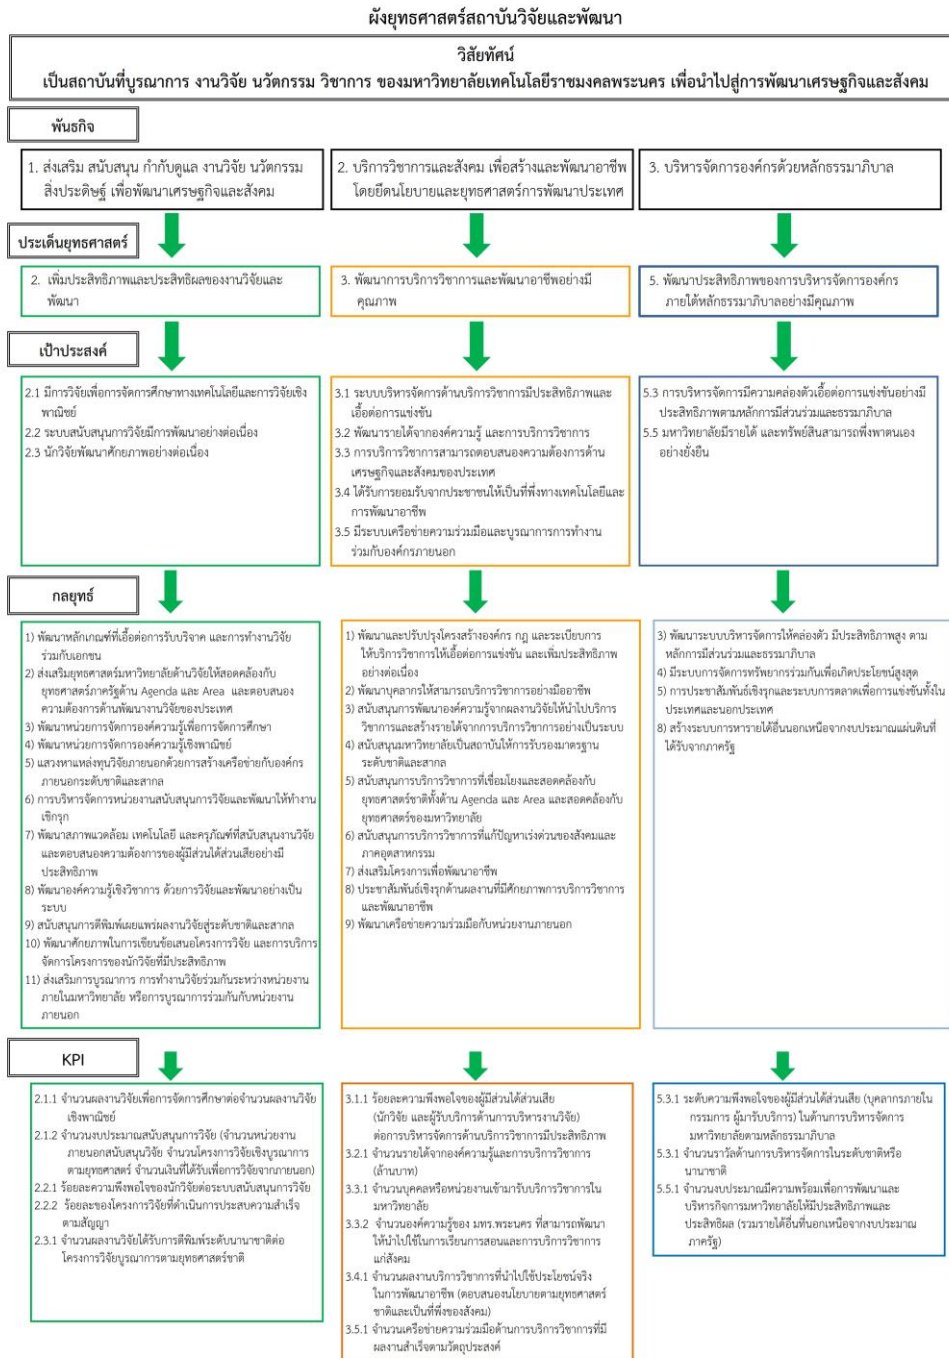 ผังยุทธศาสตร์สถาบันวิจัยและพัฒนา
วิสัยทัศน์
เป็นสถาบันที่บูรณาการ งานวิจัย นวัตกรรม วิชาการ ของมหาวิทยาลัยเทคโนโลยีราชมงคลพระนคร เพื่อนำไปสู่การพัฒนาเศรษฐกิจและสังคม
พันธกิจ
1. ส่งเสริม สนับสนุน กำกับดูแล งานวิจัย นวัตกรรม
สิ่งประดิษฐ์ เพื่อพัฒนาเศรษฐกิจและสังคม
2. บริการวิชาการและสังคม เพื่อสร้างและพัฒนาอาชีพ
โดยยึดนโยบายและยุทธศาสตร์การพัฒนาประเทศ
3. บริหารจัดการองค์กรด้วยหลักธรรมาภิบาล
ประเด็นยุทธศาสตร์
2. เพิ่มประสิทธิภาพและประสิทธิผลของงานวิจัยและ
พัฒนา
3. พัฒนาการบริการวิชาการและพัฒนาอาชีพอย่างมี
คุณภาพ
5. พัฒนาประสิทธิภาพของการบริหารจัดการองค์กร
ภายใต้หลักธรรมาภิบาลอย่างมีคุณภาพ
เป้าประสงค์
2.1 มีการวิจัยเพื่อการจัดการศึกษาทางเทคโนโลยีและการวิจัยเชิง
พาณิชย์
2.2 ระบบสนับสนุนการวิจัยมีการพัฒนาอย่างต่อเนื่อง
2.3 นักวิจัยพัฒนาศักยภาพอย่างต่อเนื่อง
3.1 ระบบบริหารจัดการด้านบริการวิชาการมีประสิทธิภาพและ
เอื้อต่อการแข่งขัน
3.2 พัฒนารายได้จากองค์ความรู้ และการบริการวิชาการ
3.3 การบริการวิชาการสามารถตอบสนองความต้องการด้าน
เศรษฐกิจและสังคมของประเทศ
3.4 ได้รับการยอมรับจากประชาชนให้เป็นที่พึ่งทางเทคโนโลยีและ
การพัฒนาอาชีพ
3.5 มีระบบเครือข่ายความร่วมมือและบูรณาการการทำงาน
ร่วมกับองค์กรภายนอก
5.3 การบริหารจัดการมีความคล่องตัวเอื้อต่อการแข่งขันอย่างมี
ประสิทธิภาพตามหลักการมีส่วนร่วมและธรรมาภิบาล
5.5 มหาวิทยาลัยมีรายได้ และทรัพย์สินสามารถพึ่งพาตนเอง
อย่างยั่งยืน
กลยุทธ์
1) พัฒนาหลักเกณฑ์ที่เอื้อต่อการรับบริจาค และการทำงานวิจัย
ร่วมกับเอกชน
2) ส่งเสริมยุทธศาสตร์มหาวิทยาลัยด้านวิจัยให้สอดคล้องกับ
ยุทธศาสตร์ภาครัฐด้าน Agenda และ Area และตอบสนอง
ความต้องการด้านพัฒนางานวิจัยของประเทศ
3) พัฒนาหน่วยการจัดการองค์ความรู้เพื่อการจัดการศึกษา
4) พัฒนาหน่วยการจัดการองค์ความรู้เชิงพาณิชย์
5) แสวงหาแหล่งทุนวิจัยภายนอกด้วยการสร้างเครือข่ายกับองค์กร
ภายนอกระดับชาติและสากล
6) การบริหารจัดการหน่วยงานสนับสนุนการวิจัยและพัฒนาให้ทำงาน
เชิกรุก
7) พัฒนาสภาพแวดล้อม เทคโนโลยี และครุภัณฑ์ที่สนับสนุนงานวิจัย
และตอบสนองความต้องการของผู้มีส่วนได้ส่วนเสียอย่างมี
ประสิทธิภาพ
8) พัฒนาองค์ความรู้เชิงวิชาการ ด้วยการวิจัยและพัฒนาอย่างเป็น
ระบบ
9) สนับสนุนการตีพิมพ์เผยแพร่ผลงานวิจัยสู่ระดับชาติและสากล
10) พัฒนาศักยภาพในการเขียนข้อเสนอโครงการวิจัย และการบริการ
จัดการโครงการของนักวิจัยที่มีประสิทธิภาพ
11) ส่งเสริมการบูรณาการ การทำงานวิจัยร่วมกันระหว่างหน่วยงาน
ภายในมหาวิทยาลัย หรือการบูรณาการร่วมกันกับหน่วยงาน
ภายนอก
1) พัฒนาและปรับปรุงโครงสร้างองค์กร กฎ และระเบียบการ
ให้บริการวิชาการให้เอื้อต่อการแข่งขัน และเพิ่มประสิทธิภาพ
อย่างต่อเนื่อง
2) พัฒนาบุคลากรให้สามารถบริการวิชาการอย่างมืออาชีพ
3) สนับสนุนการพัฒนาองค์ความรู้จากผลงานวิจัยให้นำไปบริการ
วิชาการและสร้างรายได้จากการบริการวิชาการอย่างเป็นระบบ
4) สนับสนุนมหาวิทยาลัยเป็นสถาบันให้การรับรองมาตรฐาน
ระดับชาติและสากล
5) สนับสนุนการบริการวิชาการที่เชื่อมโยงและสอดคล้องกับ
ยุทธศาสตร์ชาติทั้งด้าน Agenda และ Area และสอดคล้องกับ
ยุทธศาสตร์ของมหาวิทยาลัย
6) สนับสนุนการบริการวิชาการที่แก้ปัญหาเร่งด่วนของสังคมและ
ภาคอุตสาหกรรม
7) ส่งเสริมโครงการเพื่อพัฒนาอาชีพ
8) ประชาสัมพันธ์เชิงรุกด้านผลงานที่มีศักยภาพการบริการวิชาการ
และพัฒนาอาชีพ
9) พัฒนาเครือข่ายความร่วมมือกับหน่วยงานภายนอก
3) พัฒนาระบบบริหารจัดการให้คล่องตัว มีประสิทธิภาพสูง ตาม
หลักการมีส่วนร่วมและธรรมาภิบาล
4) มีระบบการจัดการทรัพยากรร่วมกันเพื่อเกิดประโยชน์สูงสุด
5) การประชาสัมพันธ์เชิงรุกและระบบการตลาดเพื่อการแข่งขันทั้งใน
ประเทศและนอกประเทศ
8) สร้างระบบการหารายได้อื่นนอกเหนือจากงบประมาณแผ่นดินที่
ได้รับจากภาครัฐ
KPI
2.1.1 จำนวนผลงานวิจัยเพื่อการจัดการศึกษาต่อจำนวนผลงานวิจัย
เชิงพาณิชย์
2.1.2 จำนวนงบประมาณสนับสนุนการวิจัย (จำนวนหน่วยงาน
ภายนอกสนับสนุนวิจัย จำนวนโครงการวิจัยเชิงบูรณาการ
ตามยุทธศาสตร์ จำนวนเงินที่ได้รับเพื่อการวิจัยจากภายนอก)
2.2.1 ร้อยละความพึงพอใจของนักวิจัยต่อระบบสนับสนุนการวิจัย
2.2.2 ร้อยละของโครงการวิจัยที่ดำเนินการประสบความสำเร็จ
ตามสัญญา
2.3.1 จำนวนผลงานวิจัยได้รับการตีพิมพ์ระดับนานาชาติต่อ
โครงการวิจัยบูรณาการตามยุทธศาสตร์ชาติ
3.1.1 ร้อยละความพึงพอใจของผู้มีส่วนได้ส่วนเสีย
(นักวิจัย และผู้รับบริการด้านการบริหารงานวิจัย)
ต่อการบริหารจัดการด้านบริการวิชาการมีประสิทธิภาพ
3.2.1 จำนวนรายได้จากองค์ความรู้และการบริการวิชาการ
(ล้านบาท)
3.3.1 จำนวนบุคคลหรือหน่วยงานเข้ามารับบริการวิชาการใน
มหาวิทยาลัย
3.3.2 จำนวนองค์ความรู้ของ มทร.พระนคร ที่สามารถพัฒนา
ให้นำไปใช้ในการเรียนการสอนและการบริการวิชาการ
แก่สังคม
3.4.1 จำนวนผลงานบริการวิชาการที่นำไปใช้ประโยชน์จริง
ในการพัฒนาอาชีพ (ตอบสนองนโยบายตามยุทธศาสตร์
ชาติและเป็นที่พึ่งของสังคม)
3.5.1 จำนวนเครือข่ายความร่วมมือด้านการบริการวิชาการที่มี
ผลงานสำเร็จตามวัตถุประสงค์
5.3.1 ระดับความพึงพอใจของผู้มีส่วนได้ส่วนเสีย (บุคลากรภายใน
กรรมการ ผู้มารับบริการ) ในด้านการบริหารจัดการ
มหาวิทยาลัยตามหลักธรรมาภิบาล
5.3.1 จำนวนรางวัลด้านการบริหารจัดการในระดับชาติหรือ
นานาชาติ
5.5.1 จำนวนงบประมาณมีความพร้อมเพื่อการพัฒนาและ
บริหารกิจการมหาวิทยาลัยให้มีประสิทธิภาพและ
ประสิทธิผล (รวมรายได้อื่นที่นอกเหนือจากงบประมาณ
ภาครัฐ)